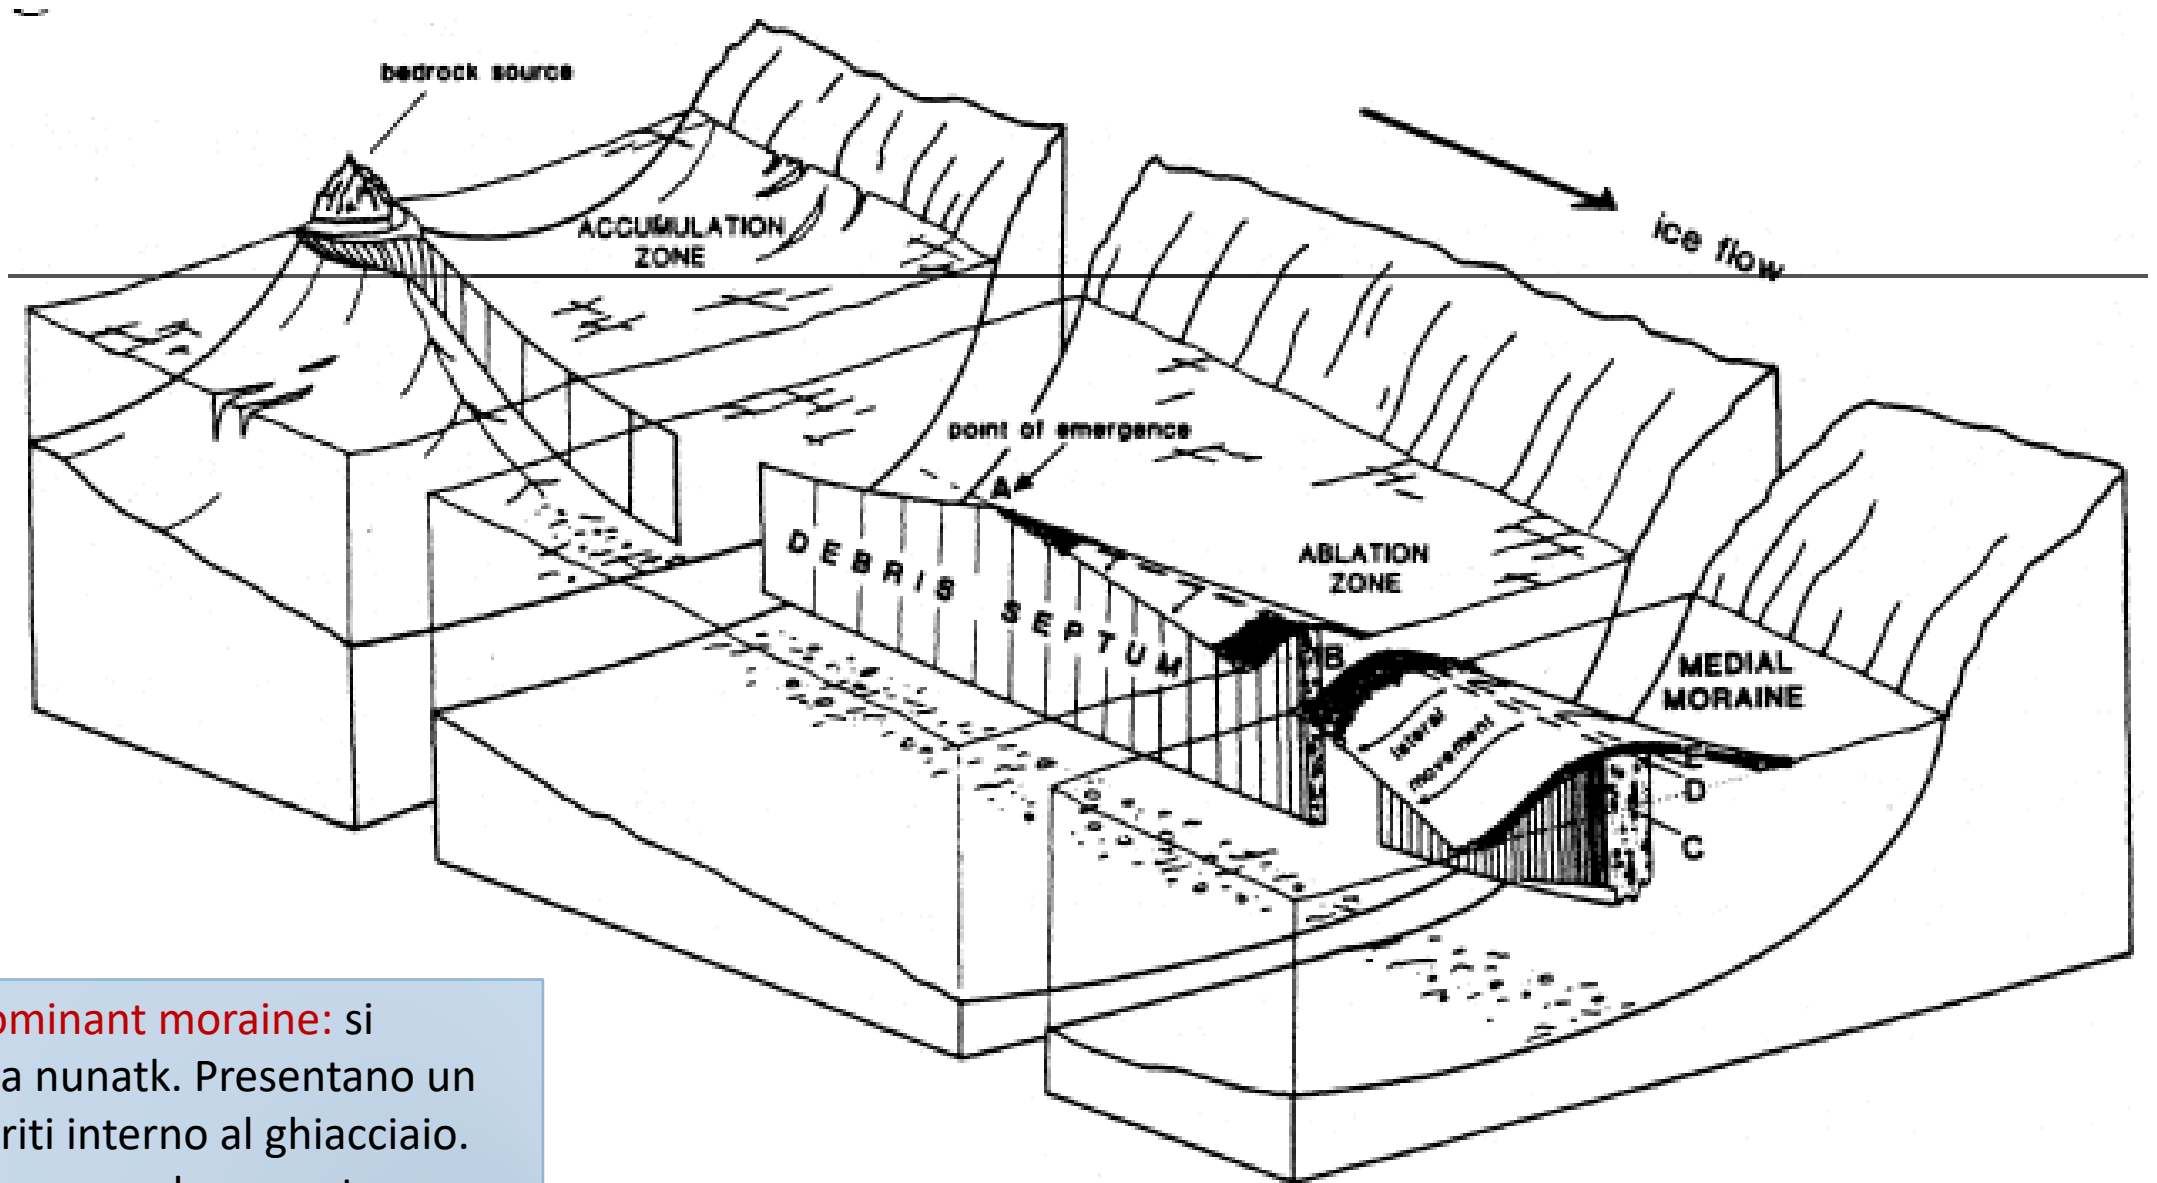 bedrock source
ACCUMULATION
ZONE
ice flow
point of emergence
A
DEBRIS SEPTUM
ABLATION
ZONE
B
MEDIAL
MORAINE
lateral
movement
E
D
C
ominant moraine: si
a nunatk. Presentano un
riti interno al ghiacciaio.